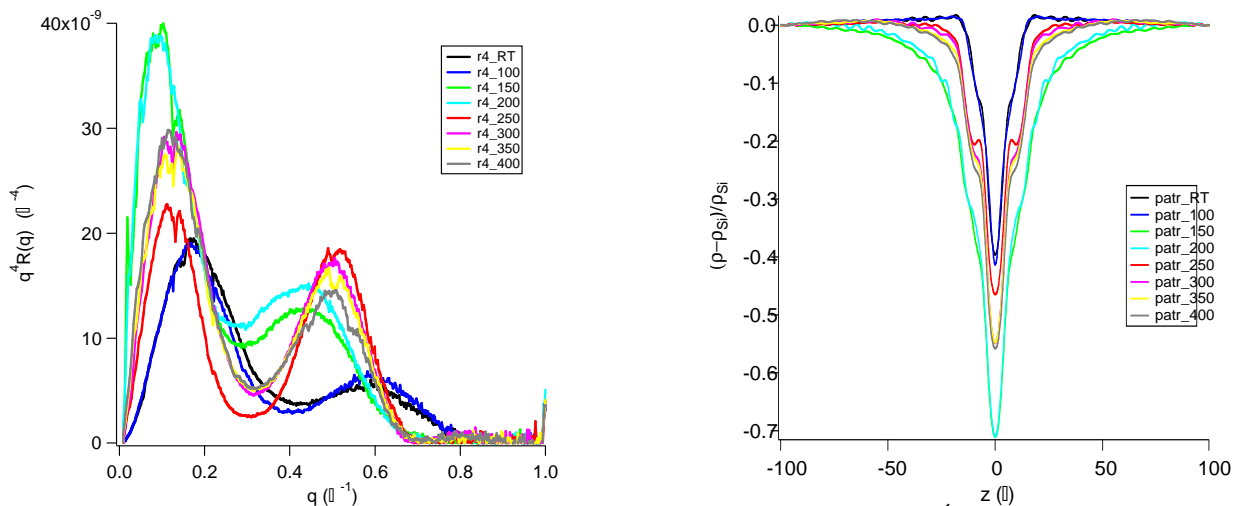 40x10⁻⁹
30
20
10
0
q⁴R(q) (▯⁻⁴)
0.0 0.2 0.4 0.6 0.8 1.0
q (▯⁻¹)
r4_RT
r4_100
r4_150
r4_200
r4_250
r4_300
r4_350
r4_400
0.0
-0.1
-0.2
-0.3
-0.4
-0.5
-0.6
-0.7
(ρ−ρSi)/ρSi
-100 -50 0 50 100
z (▯)
patr_RT
patr_100
patr_150
patr_200
patr_250
patr_300
patr_350
patr_400